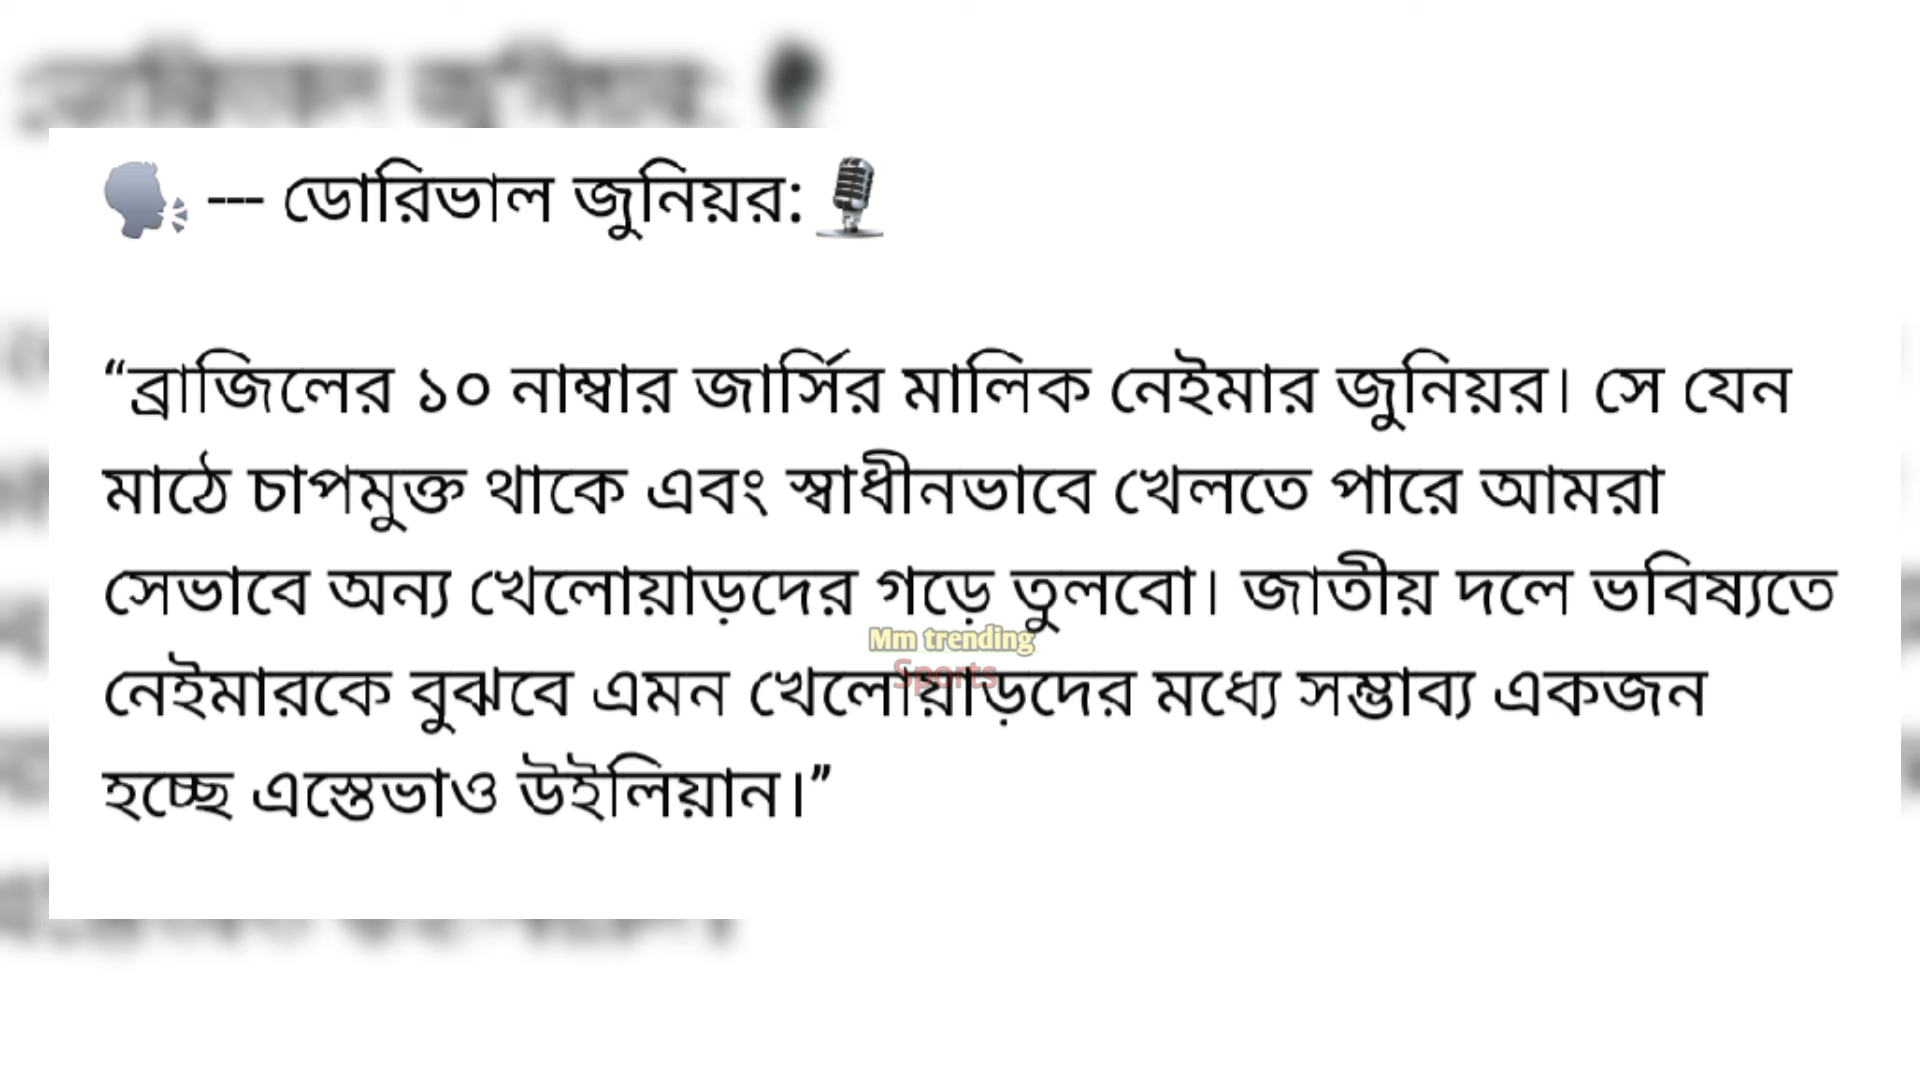 🗣️ --- ডোরিভাল জুনিয়র:🎙️
“ব্রাজিলের ১০ নাম্বার জার্সির মালিক নেইমার জুনিয়র। সে যেন
মাঠে চাপমুক্ত থাকে এবং স্বাধীনভাবে খেলতে পারে আমরা
সেভাবে অন্য খেলোয়াড়দের গড়ে তুলবো। জাতীয় দলে ভবিষ্যতে
Mm trending
Sports
নেইমারকে বুঝবে এমন খেলোয়াড়দের মধ্যে সম্ভাব্য একজন
হচ্ছে এস্তেভাও উইলিয়ান।”